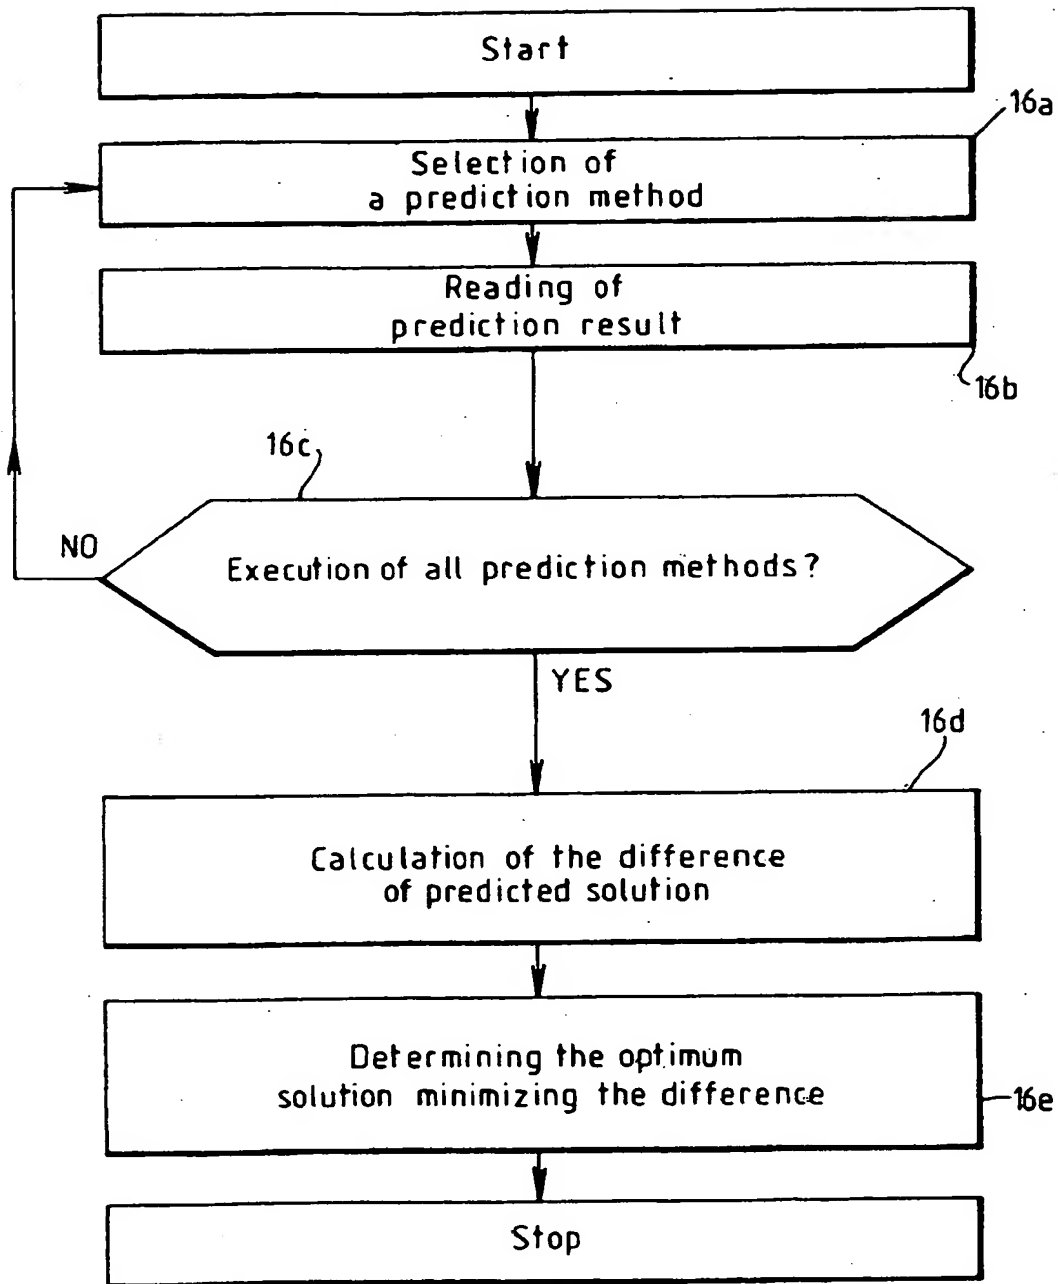 Start
16a
Selection of
a prediction method
Reading of
prediction result
16b
16c
NO
Execution of all prediction methods?
YES
16d
Calculation of the difference
of predicted solution
Determining the optimum
solution minimizing the difference
16e
Stop